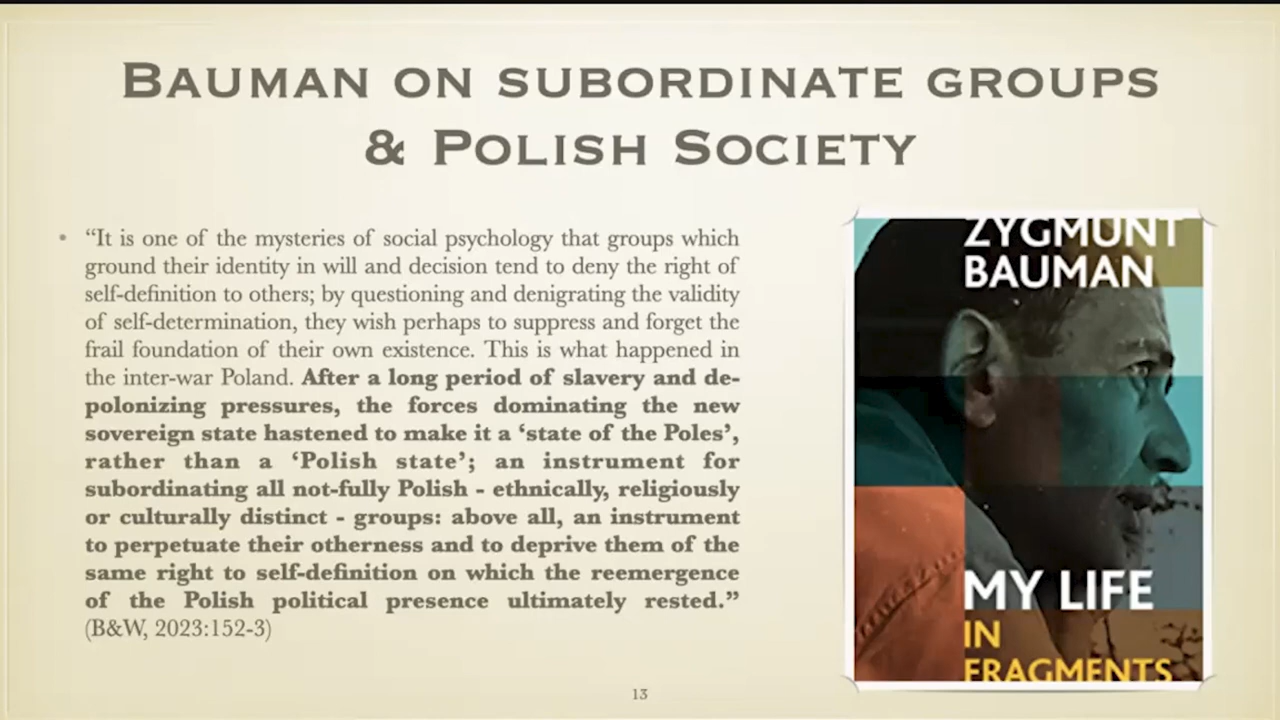 BAUMAN ON SUBORDINATE GROUPS
& POLISH SOCIETY
• “It is one of the mysteries of social psychology that groups which
ground their identity in will and decision tend to deny the right of
self-definition to others; by questioning and denigrating the validity
of self-determination, they wish perhaps to suppress and forget the
frail foundation of their own existence. This is what happened in
the inter-war Poland. After a long period of slavery and de-
polonizing pressures, the forces dominating the new
sovereign state hastened to make it a ‘state of the Poles’,
rather than a ‘Polish state’; an instrument for
subordinating all not-fully Polish - ethnically, religiously
or culturally distinct - groups: above all, an instrument
to perpetuate their otherness and to deprive them of the
same right to self-definition on which the reemergence
of the Polish political presence ultimately rested.”
(B&W, 2023:152-3)
ZYGMUNT
BAUMAN
MY LIFE
IN
FRAGMENTS
13